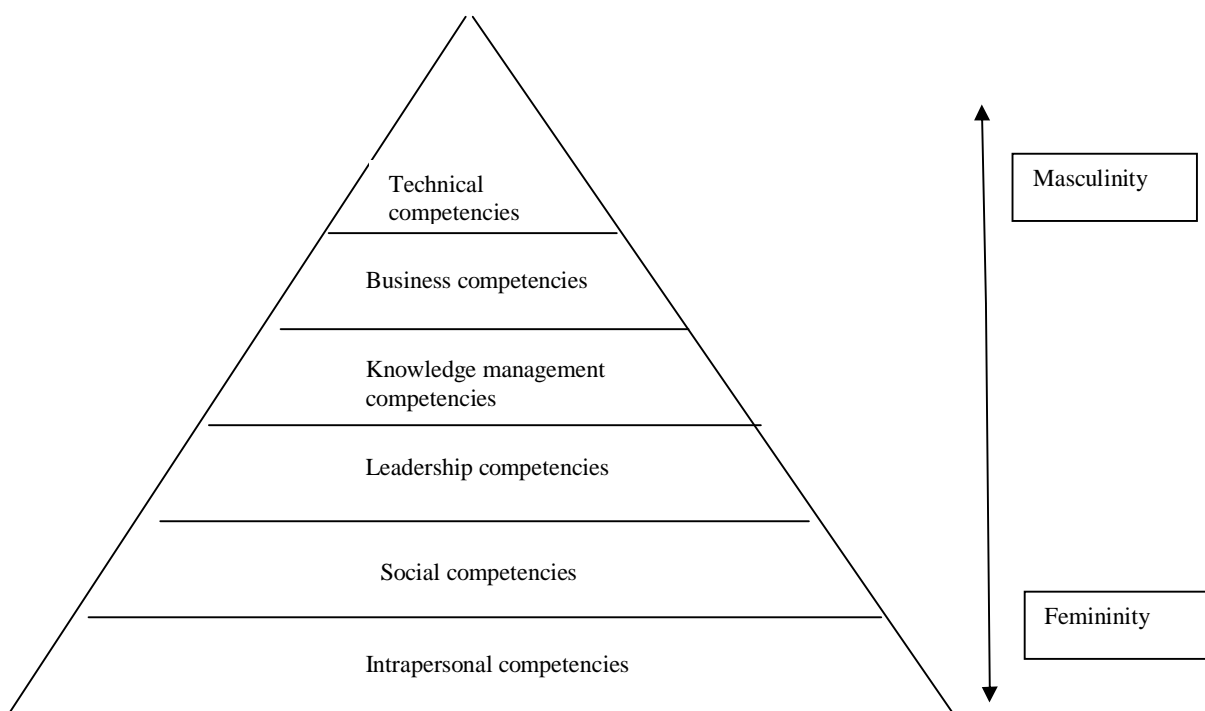 Technical
competencies
Masculinity
Business competencies
Knowledge management
competencies
Leadership competencies
Social competencies
Femininity
Intrapersonal competencies